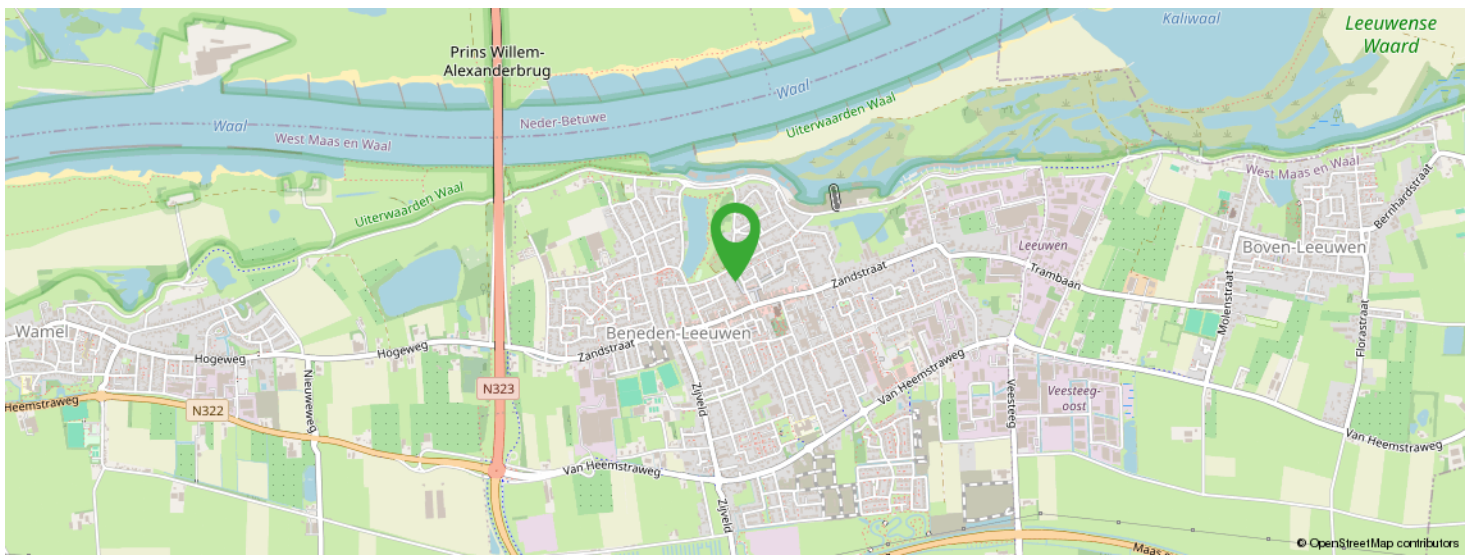 Kaliwaal
Leeuwense
Waard
Prins Willem-
Alexanderbrug
Waal
Waal
Neder-Betuwe
West Maas en Waal
Uiterwaarden Waal
Uiterwaarden Waal
West Maas en Waal
Bernhardstraat
Leeuwen
Boven-Leeuwen
Trambaan
Zandstraat
Molenstraat
Florastraat
Wamel
Beneden-Leeuwen
Hogeweg
Hogeweg
Zandstraat
Nieuweweg
N323
Zijveld
Van Heemstraweg
Veesteeg
Veesteeg-
oost
Heemstraweg
N322
Van Heemstraweg
Van Heemstraweg
Zijveld
Maas e
© OpenStreetMap contributors